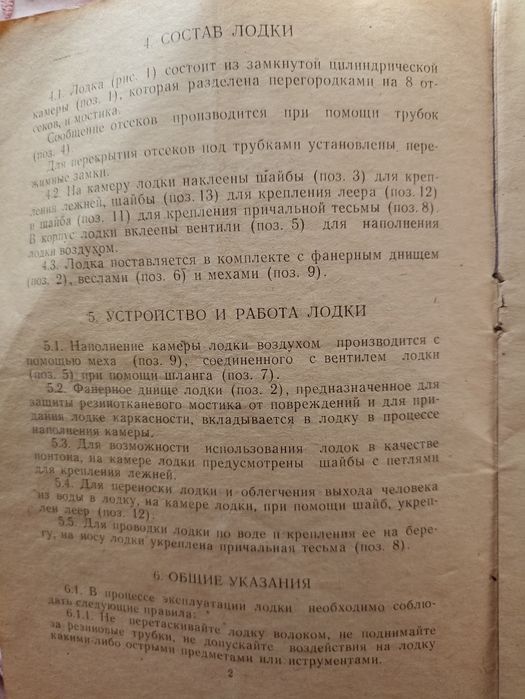 4. СОСТАВ ЛОДКИ
4.1. Лодка (рис. 1) состоит из замкнутой цилиндрической
камеры (поз. 1), которая разделена перегородками на 8 от-
секов, и мостика.
Сообщение отсеков производится при помощи трубок
(поз. 4).
Для перекрытия отсеков под трубками установлены пере-
жимные замки.
4.2. На камеру лодки наклеены шайбы (поз. 3) для креп-
ления лежней, шайбы (поз. 13) для крепления леера (поз. 12)
и шайба (поз. 11) для крепления причальной тесьмы (поз. 8).
В корпус лодки вклеены вентили (поз. 5) для наполнения
лодки воздухом.
4.3. Лодка поставляется в комплекте с фанерным днищем
(поз. 2), веслами (поз. 6) и мехами (поз. 9).
5. УСТРОЙСТВО И РАБОТА ЛОДКИ
5.1. Наполнение камеры лодки воздухом производится с
помощью меха (поз. 9), соединенного с вентилем лодки
(поз. 5) при помощи шланга (поз. 7).
5.2. Фанерное днище лодки (поз. 2), предназначенное для
защиты резинотканевого мостика от повреждений и для при-
дания лодке каркасности, вкладывается в лодку в процессе
наполнения камеры.
5.3. Для возможности использования лодок в качестве
понтона, на камере лодки предусмотрены шайбы с петлями
для крепления лежней.
5.4. Для переноски лодки и облегчения выхода человека
из воды в лодку, на камере лодки, при помощи шайб, укреп-
лен леер (поз. 12).
5.5. Для проводки лодки по воде и крепления ее на бере-
гу, на носу лодки укреплена причальная тесьма (поз. 8).
6. ОБЩИЕ УКАЗАНИЯ
6.1. В процессе эксплуатации лодки необходимо соблю-
дать следующие правила:
6.1.1. Не перетаскивайте лодку волоком, не поднимайте
за резиновые трубки, не допускайте воздействия на лодку
какими-либо острыми предметами или иструментами.
2